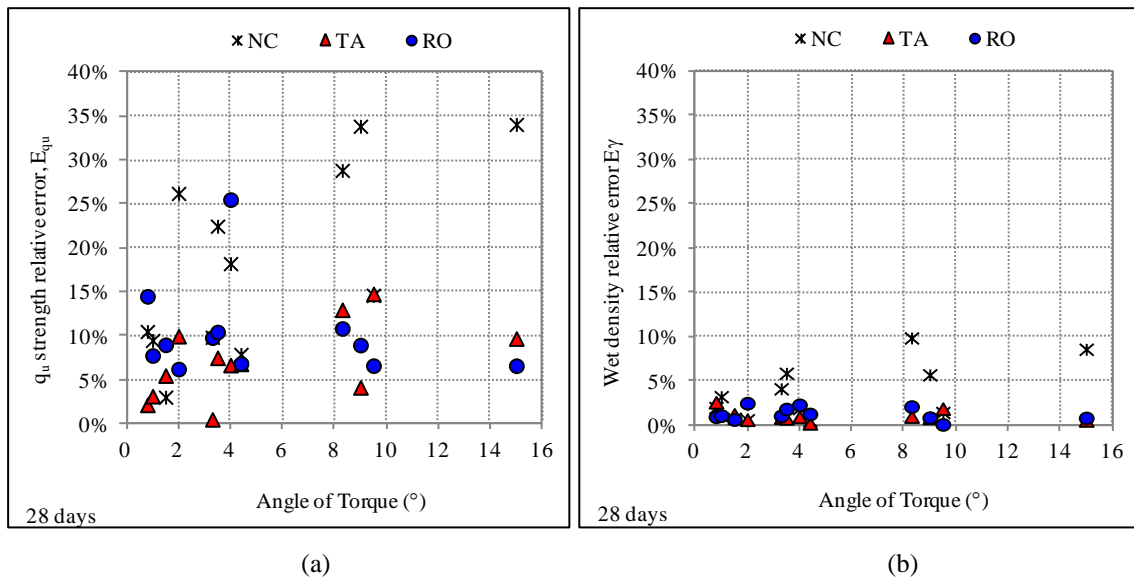 NC TA RO
40%
35%
30%
25%
20%
15%
10%
5%
0%
0 2 4 6 8 10 12 14 16
qu strength relative error, Equ
Angle of Torque (°)
28 days
(a)
NC TA RO
40%
35%
30%
25%
20%
15%
10%
5%
0%
0 2 4 6 8 10 12 14 16
Wet density relative error Eγ
Angle of Torque (°)
28 days
(b)